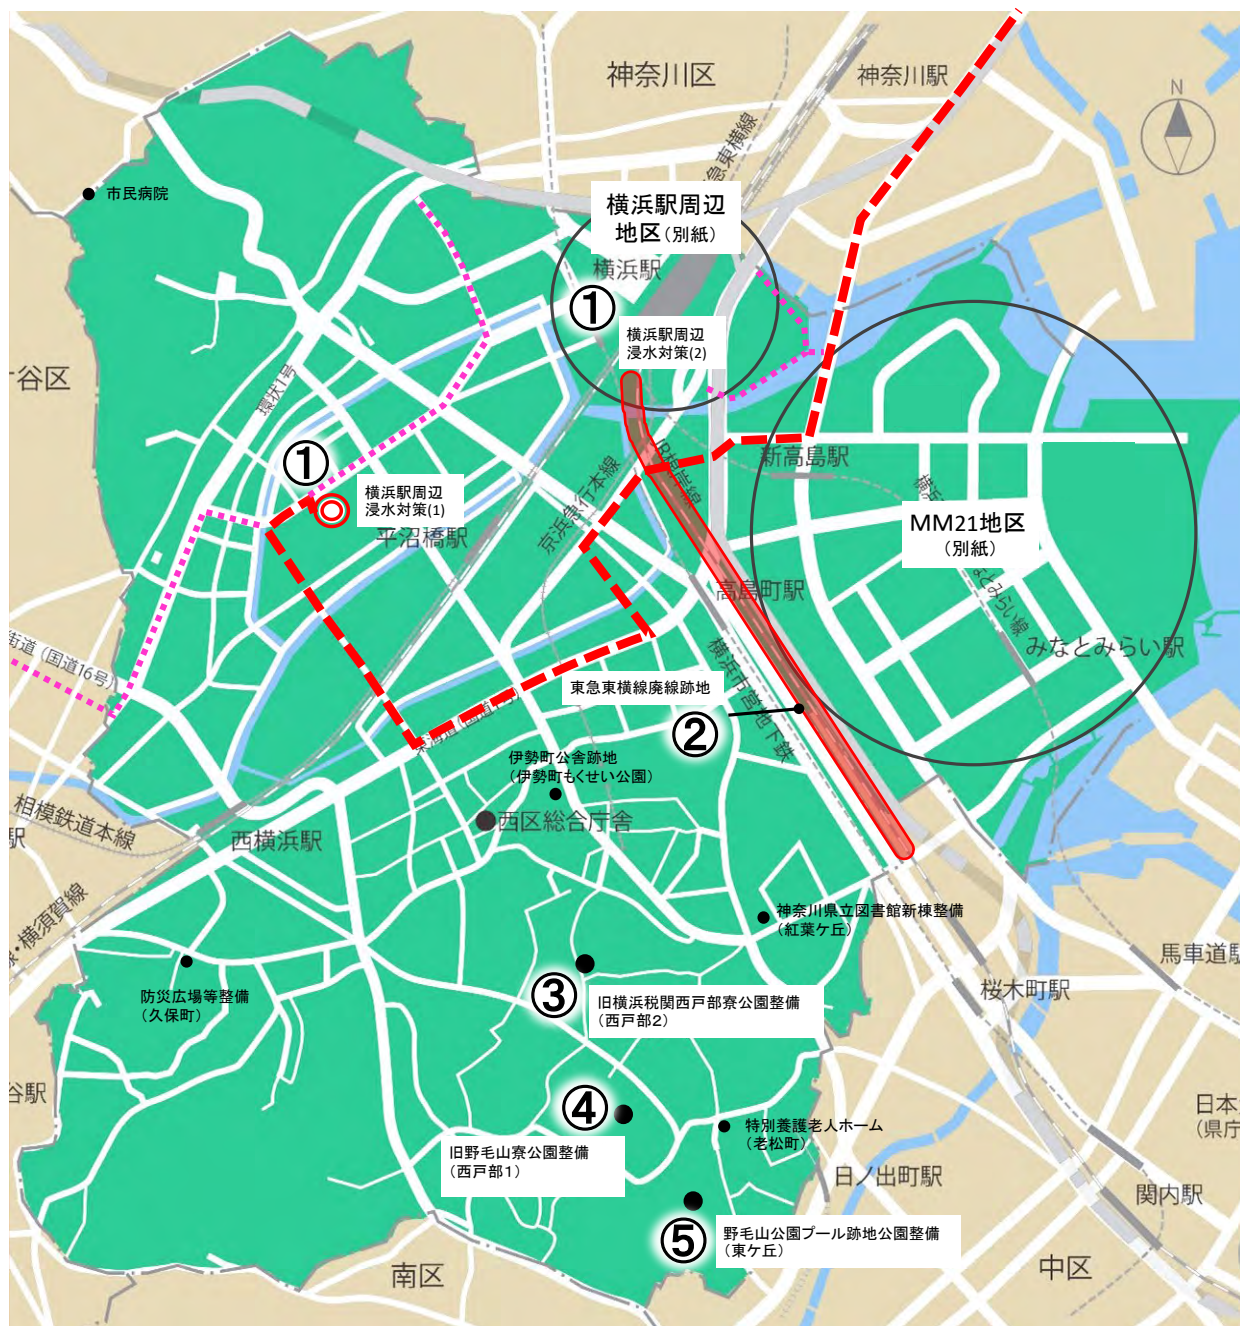 神奈川区
神奈川駅
N
急東横線
市民病院
横浜駅周辺
地区(別紙)
横浜駅
①
横浜駅周辺
浸水対策(2)
谷区
環状1号
①
横浜駅周辺
浸水対策(1)
平沼橋駅
京浜急行本線
JR根岸線
新高島駅
MM21地区
(別紙)
なとみらい線
高島町駅
みなとみらい駅
街道(国道16号)
横浜市営地下鉄
東急東横線廃線跡地
②
伊勢町公舎跡地
(伊勢町もくせい公園)
西区総合庁舎
相模鉄道本線
駅
西横浜駅
線・横須賀線
神奈川県立図書館新棟整備
(紅葉ケ丘)
馬車道駅
桜木町駅
防災広場等整備
(久保町)
③
旧横浜税関西戸部寮公園整備
(西戸部2)
谷駅
④
旧野毛山寮公園整備
(西戸部1)
特別養護老人ホーム
(老松町)
日本
(県庁
日ノ出町駅
関内駅
⑤
野毛山公園プール跡地公園整備
(東ケ丘)
南区
中区